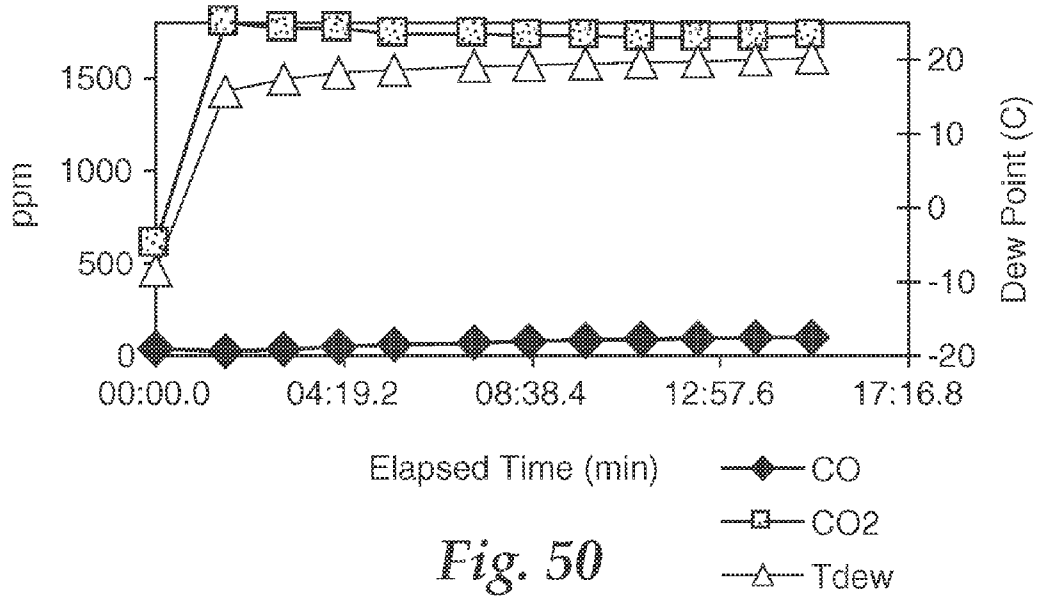 ppm
1500
1000
500
0
20
10
0
-10
-20
Dew Point (C)
00:00.0 04:19.2 08:38.4 12:57.6 17:16.8
Elapsed Time (min)
CO
CO2
Tdew
Fig. 50